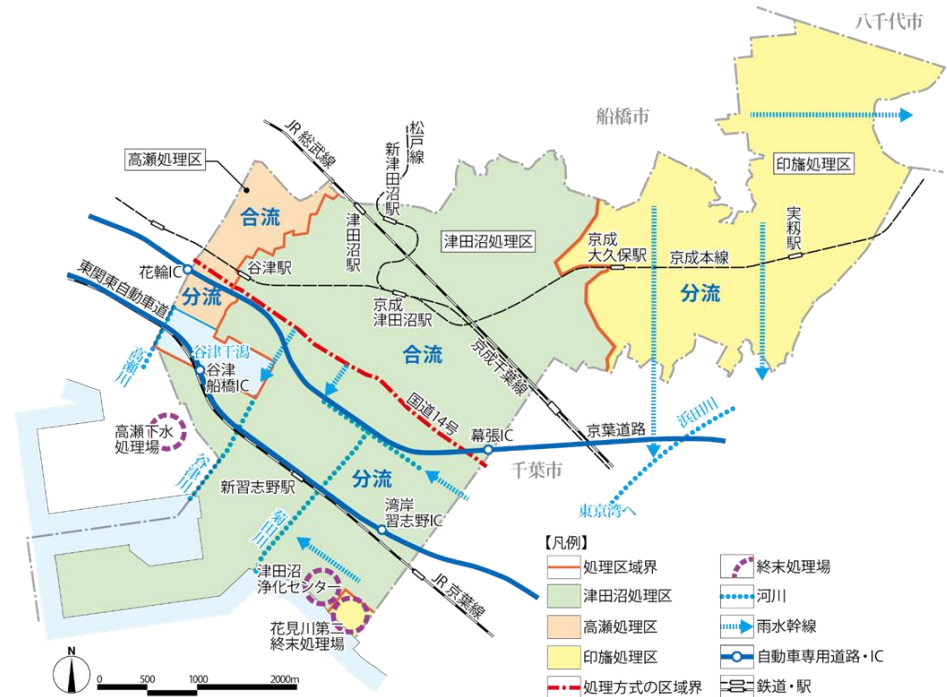 八千代市
船橋市
松戸線
新津田沼駅
JR 総武線
高瀬処理区
印旛処理区
合流
津田沼駅
津田沼処理区
実籾駅
京成
大久保駅
京成本線
谷津駅
花輪IC
東関東自動車道
分流
京成
津田沼駅
分流
合流
京成千葉線
谷津干潟
高瀬川
谷津
船橋IC
国道14号
浜田川
高瀬下水
処理場
幕張IC
京葉道路
千葉市
谷津川
新習志野駅
分流
湾岸
習志野IC
東京湾へ
菊田川
津田沼
浄化センター
JR 京葉線
花見川第二
終末処理場
【凡例】
処理区域界
津田沼処理区
高瀬処理区
印旛処理区
処理方式の区域界
終末処理場
河川
雨水幹線
自動車専用道路・IC
鉄道・駅
N
0 500 1000 2000m